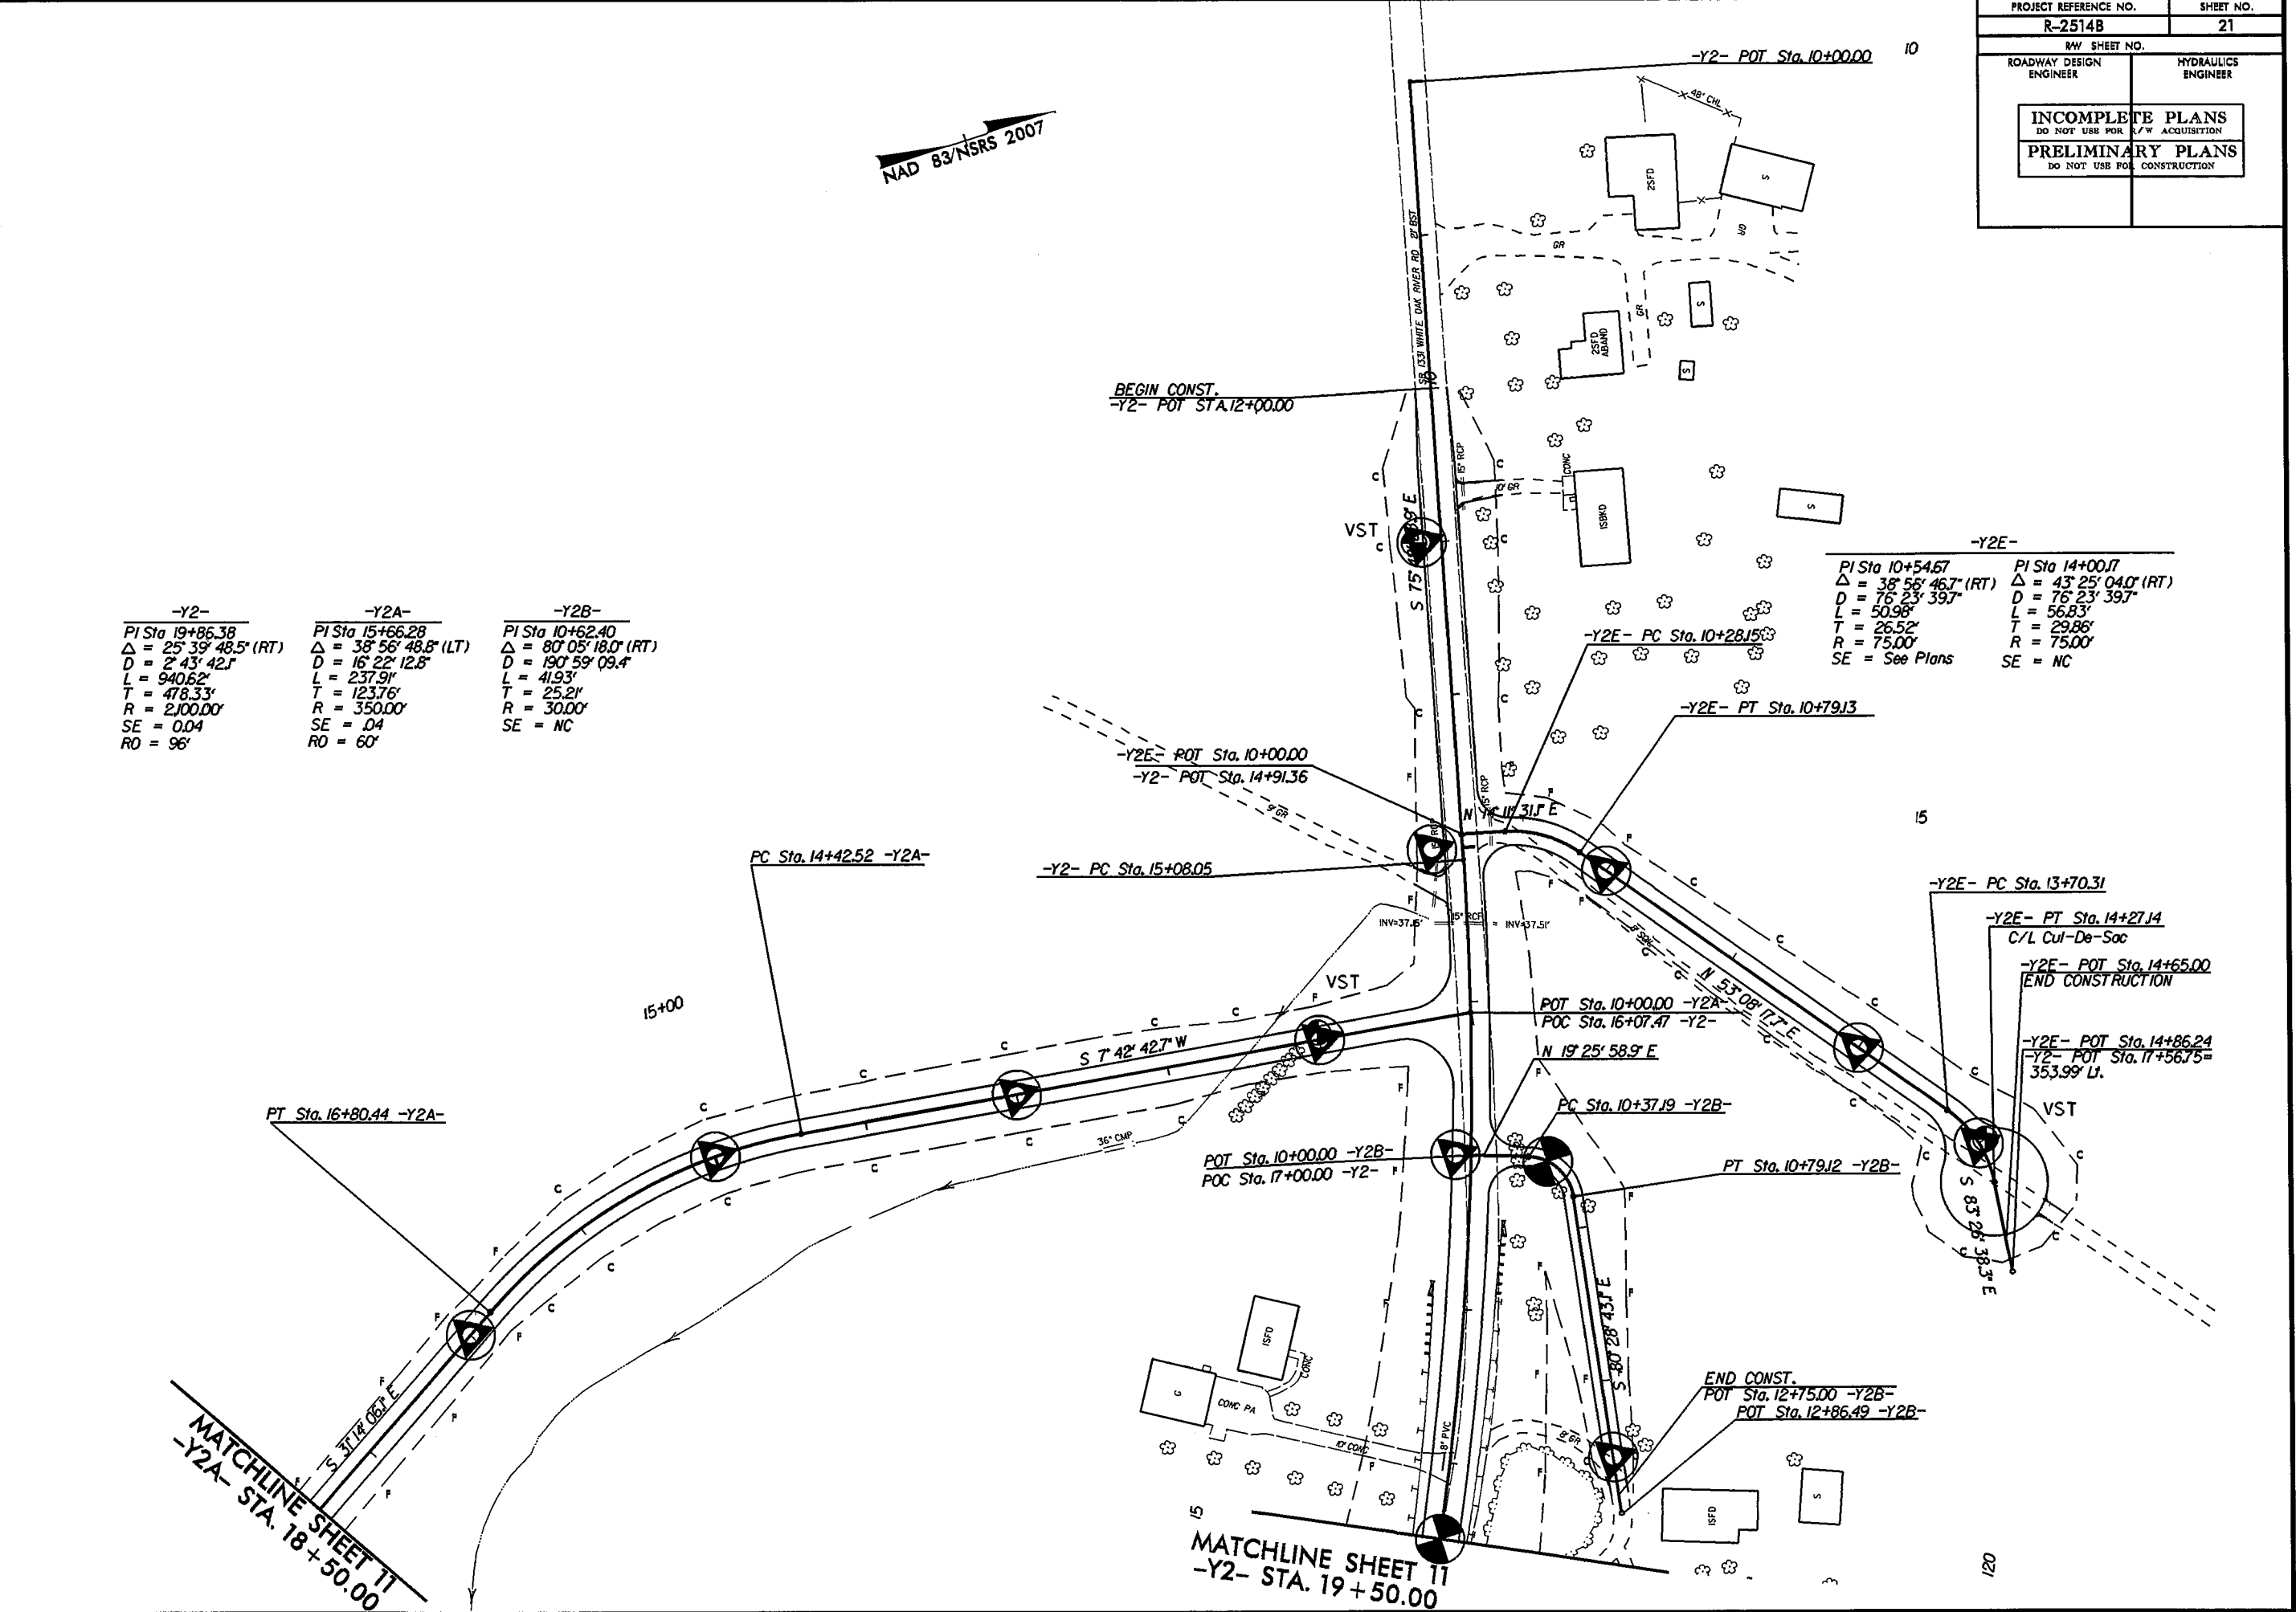 PROJECT REFERENCE NO. SHEET NO.
R-2514B 21
R/W SHEET NO.
ROADWAY DESIGN ENGINEER
HYDRAULICS ENGINEER
INCOMPLETE PLANS
DO NOT USE FOR R/W ACQUISITION
PRELIMINARY PLANS
DO NOT USE FOR CONSTRUCTION
-Y2- POT Sta. 10+00.00
10
NAD 83/NSRS 2007
48" CHL
2SFD
S
GR
GR
SR 1331 WHITE OAK RIVER RD 21' BST
GR
S
2SFD ABAND
S
10
BEGIN CONST.
-Y2- POT STA.12+00.00
15" RCP
CONC
10' GR
1SBKD
S
VST
S 75°
-Y2-
PI Sta 19+86.38
Δ = 25° 39' 48.5" (RT)
D = 2° 43' 42.1"
L = 940.62'
T = 478.33'
R = 2,100.00'
SE = 0.04
RO = 96'
-Y2A-
PI Sta 15+66.28
Δ = 38° 56' 48.8" (LT)
D = 16° 22' 12.8"
L = 237.91'
T = 123.76'
R = 350.00'
SE = .04
RO = 60'
-Y2B-
PI Sta 10+62.40
Δ = 80° 05' 18.0" (RT)
D = 190° 59' 09.4"
L = 41.93'
T = 25.21'
R = 30.00'
SE = NC
-Y2E-
PI Sta 10+54.67
Δ = 38° 56' 46.7" (RT)
D = 76° 23' 39.7"
L = 50.98'
T = 26.52'
R = 75.00'
SE = See Plans
PI Sta 14+00.17
Δ = 43° 25' 04.0" (RT)
D = 76° 23' 39.7"
L = 56.83'
T = 29.86'
R = 75.00'
SE = NC
-Y2E- PC Sta. 10+28.15
-Y2E- PT Sta. 10+79.13
-Y2E- POT Sta. 10+00.00
-Y2- POT Sta. 14+91.36
9' GR
15" RCP
N 14° 11' 31.1" E
15
PC Sta. 14+42.52 -Y2A-
-Y2- PC Sta. 15+08.05
-Y2E- PC Sta. 13+70.31
-Y2E- PT Sta. 14+27.14
C/L Cul-De-Sac
15" RCP
INV=37.51'
N 53° 08' 17.7" E
-Y2E- POT Sta. 14+65.00
END CONSTRUCTION
VST
15+00
POT Sta. 10+00.00 -Y2A-
POC Sta. 16+07.47 -Y2-
S 7° 42' 42.7" W
N 19° 25' 58.9" E
-Y2E- POT Sta. 14+86.24
-Y2- POT Sta. 17+56.75=
353.99' Lt.
PT Sta. 16+80.44 -Y2A-
PC Sta. 10+37.19 -Y2B-
VST
36" CMP
POT Sta. 10+00.00 -Y2B-
POC Sta. 17+00.00 -Y2-
PT Sta. 10+79.12 -Y2B-
S 83° 26' 38.3" E
S 80° 28' 43.1" E
1SFD
CONC
G
CONC PA
10' CONC
18" PVC
8' GR
END CONST.
POT Sta. 12+75.00 -Y2B-
POT Sta. 12+86.49 -Y2B-
1SFD
S
S 31° 14' 06.1" E
MATCHLINE SHEET 11
-Y2A- STA. 18+50.00
15
MATCHLINE SHEET 11
-Y2- STA. 19+50.00
120